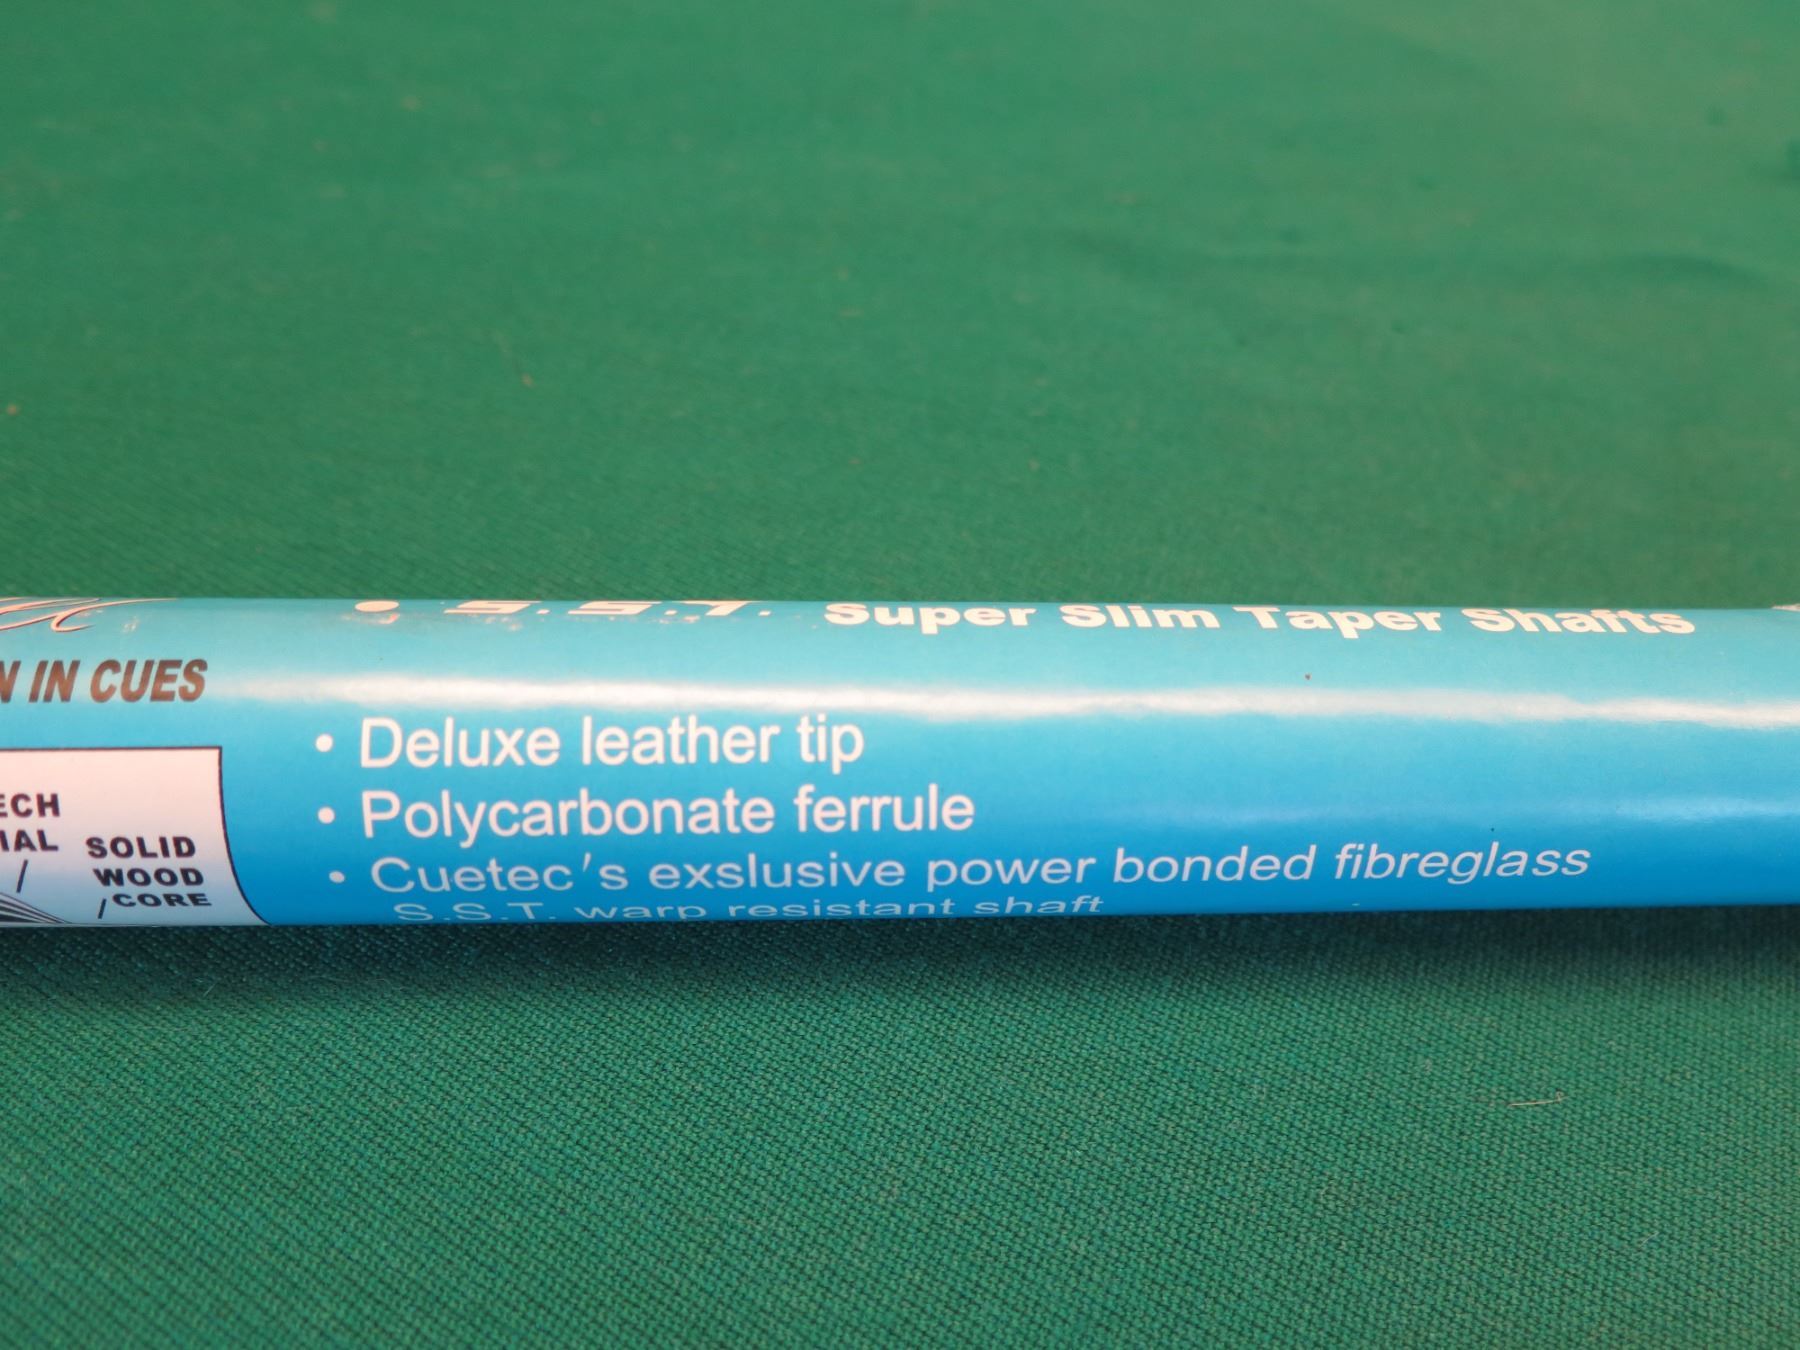 • S.S.T. Super Slim Taper Shafts
N IN CUES
• Deluxe leather tip
• Polycarbonate ferrule
• Cuetec's exslusive power bonded fibreglass
S.S.T. warp resistant shaft
ECH
IAL
SOLID
WOOD
CORE